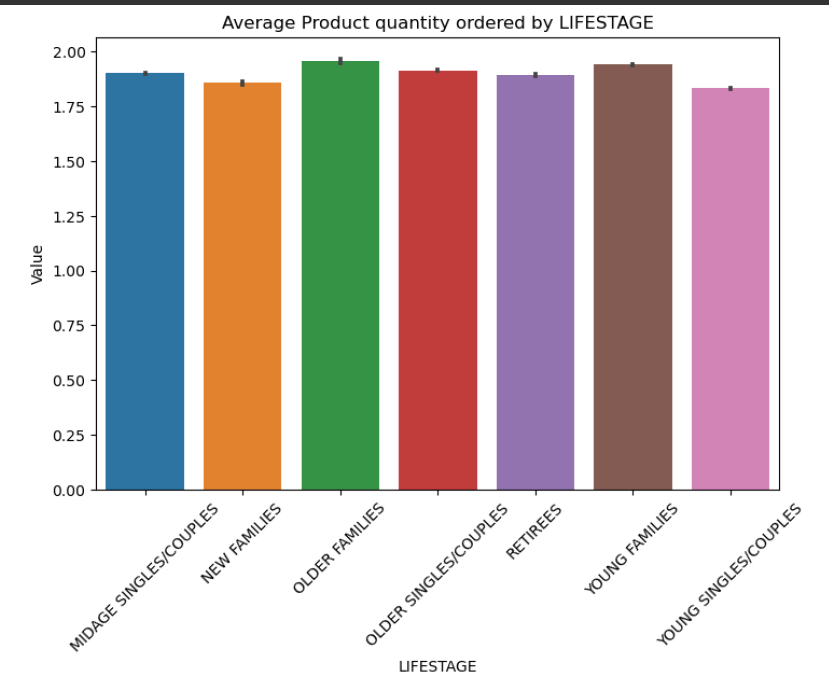 Average Product quantity ordered by LIFESTAGE
2.00
1.75
1.50
1.25
1.00
0.75
0.50
0.25
0.00
Value
MIDAGE SINGLES/COUPLES
NEW FAMILIES
OLDER FAMILIES
OLDER SINGLES/COUPLES
RETIREES
YOUNG FAMILIES
YOUNG SINGLES/COUPLES
LIFESTAGE